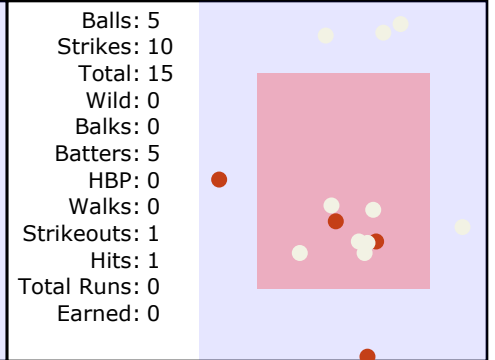 Balls: 5
Strikes: 10
Total: 15
Wild: 0
Balks: 0
Batters: 5
HBP: 0
Walks: 0
Strikeouts: 1
Hits: 1
Total Runs: 0
Earned: 0